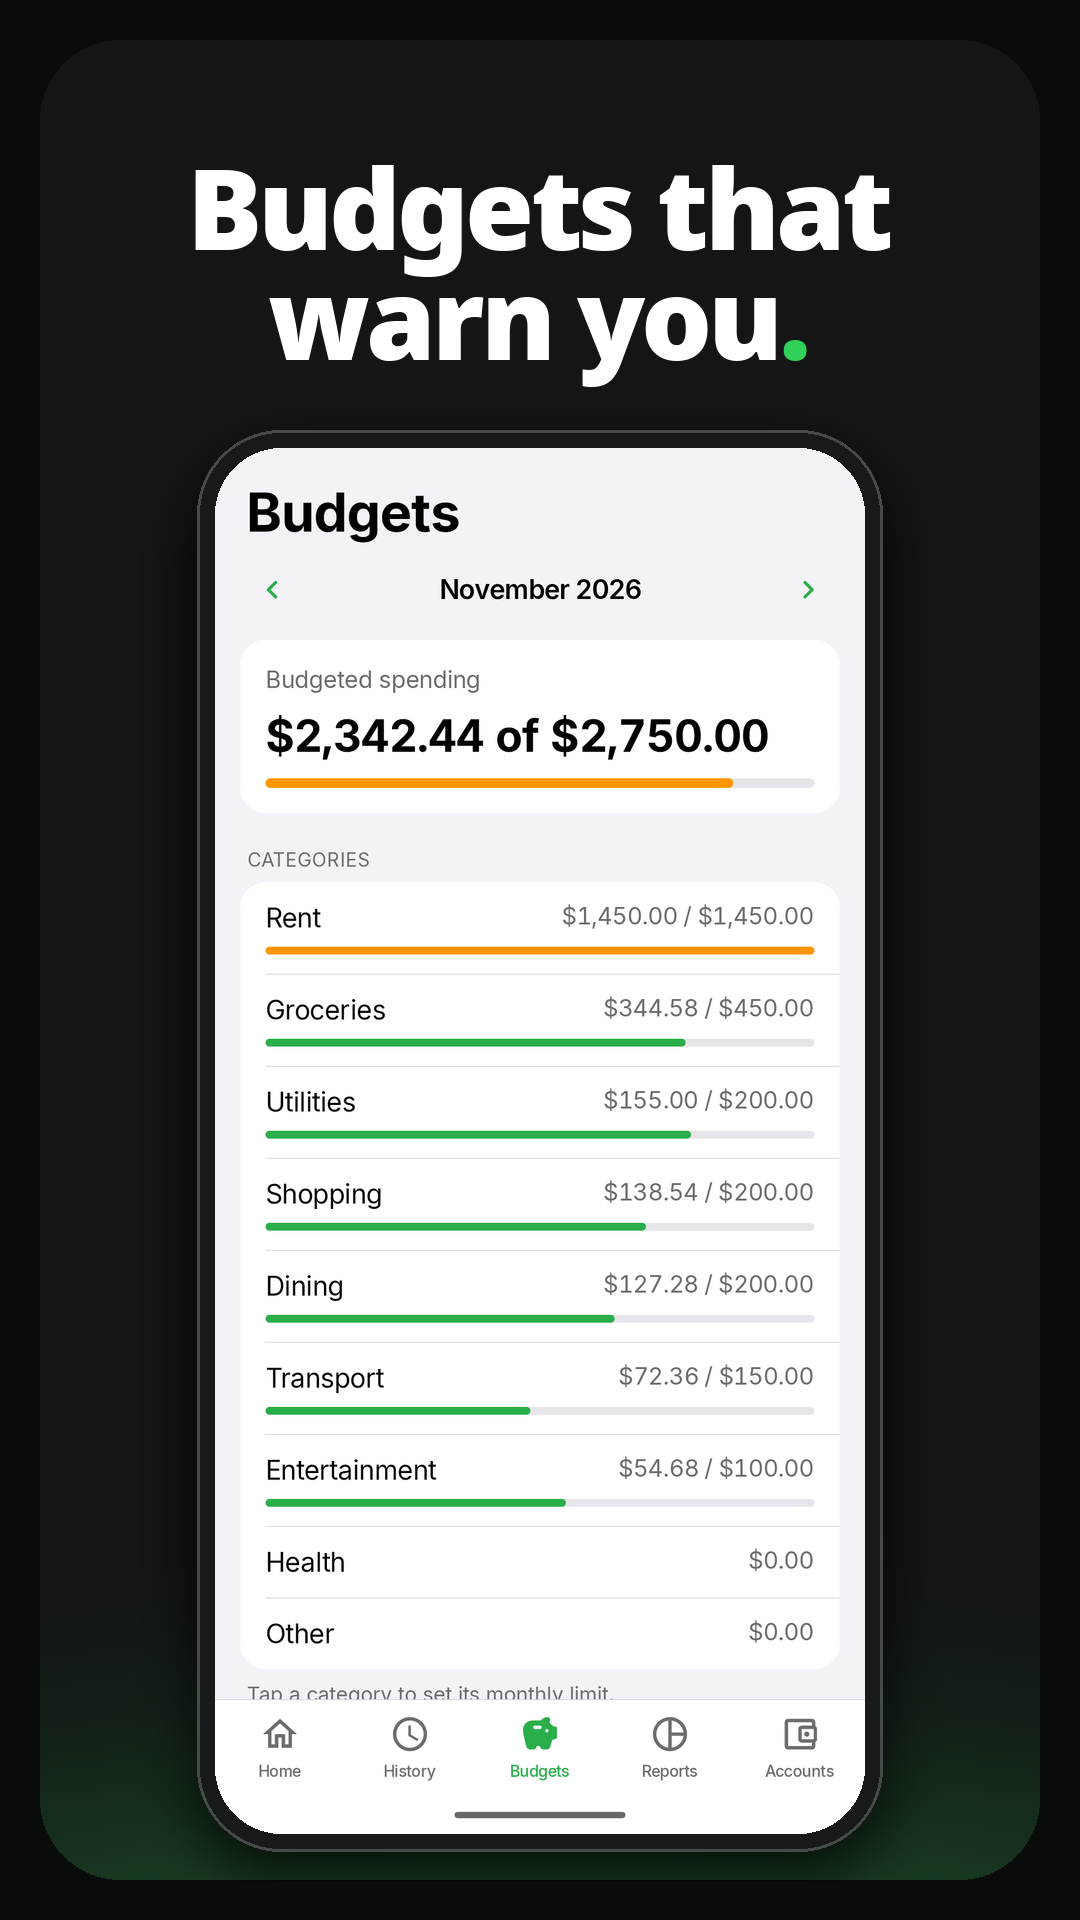 Budgets that
warn you.
Budgets
November 2026
Budgeted spending
$2,342.44 of $2,750.00
CATEGORIES
Rent $1,450.00 / $1,450.00
Groceries $344.58 / $450.00
Utilities $155.00 / $200.00
Shopping $138.54 / $200.00
Dining $127.28 / $200.00
Transport $72.36 / $150.00
Entertainment $54.68 / $100.00
Health $0.00
Other $0.00
Tap a category to set its monthly limit.
Home History Budgets Reports Accounts